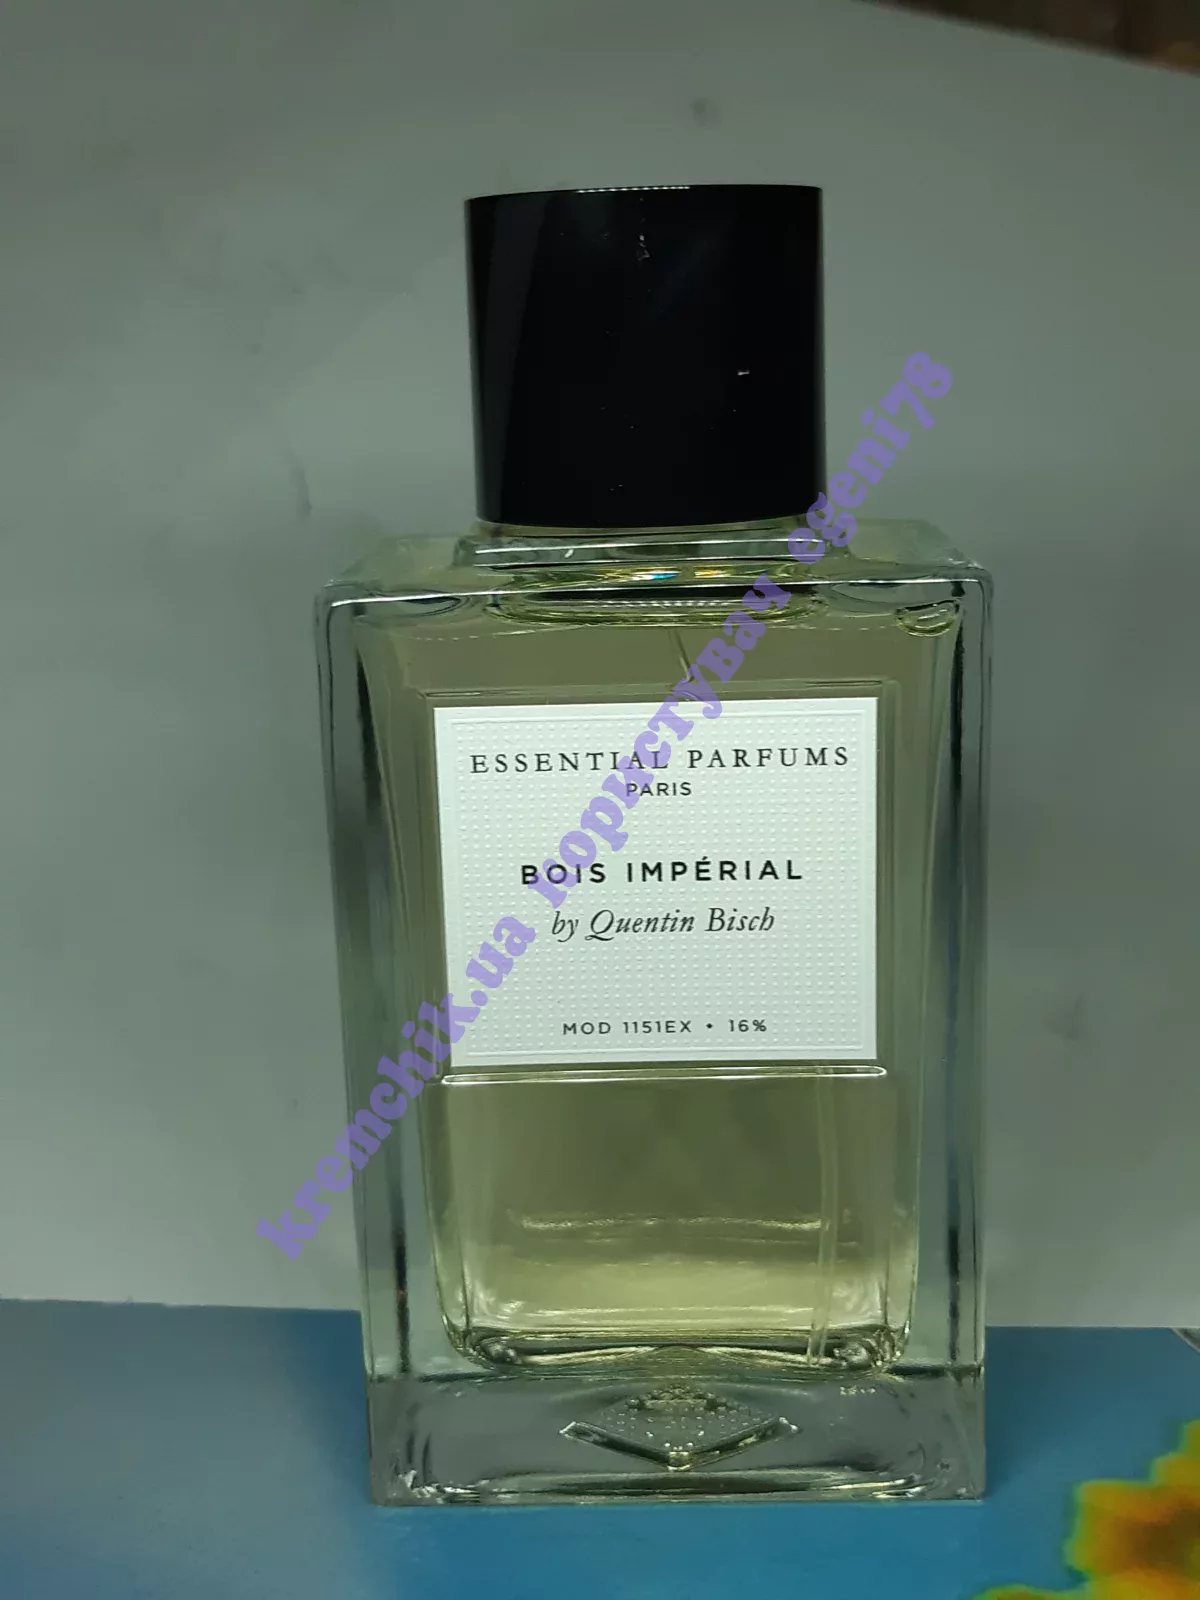 ESSENTIAL PARFUMS
PARIS
BOIS IMPÉRIAL
by Quentin Bisch
MOD 1151EX • 16%
kremchik.ua користувач egeni78